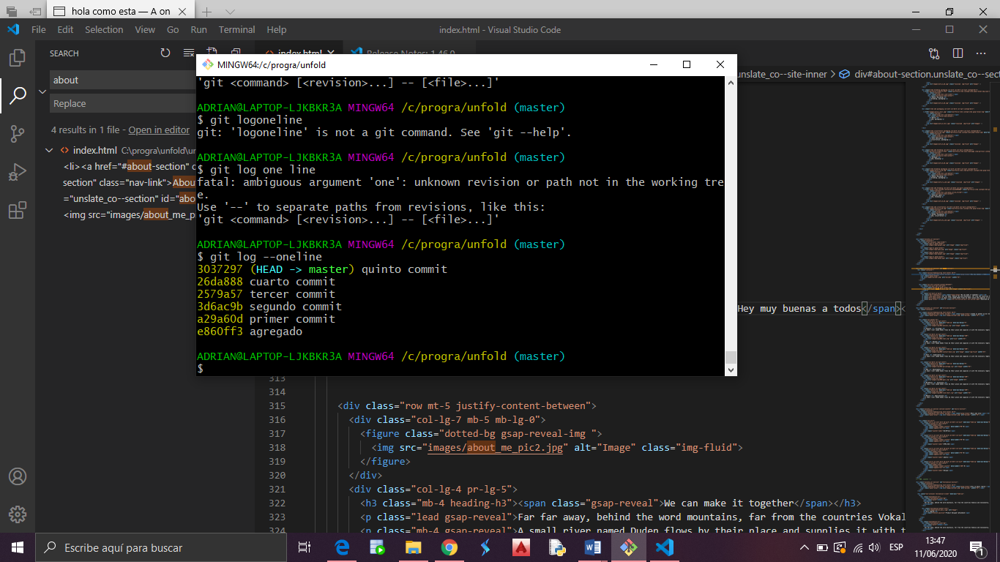 hola como esta — A on
File Edit Selection View Go Run Terminal Help
index.html - Visual Studio Code
SEARCH
index.html
Release Notes: 1.46.0
about
Replace
4 results in 1 file - Open in editor
index.html C:\progra\unfold\un
<li><a href="#about-section" c
section" class="nav-link">Abou
="unslate_co--section" id="abo
<img src="images/about_me_p
unslate_co--site-inner > div#about-section.unslate_co--sect
MINGW64:/c/progra/unfold
'git <command> [<revision>...] -- [<file>...]'
ADRIAN@LAPTOP-LJKBKR3A MINGW64 /c/progra/unfold (master)
$ git logoneline
git: 'logoneline' is not a git command. See 'git --help'.
ADRIAN@LAPTOP-LJKBKR3A MINGW64 /c/progra/unfold (master)
$ git log one line
fatal: ambiguous argument 'one': unknown revision or path not in the working tre
e.
Use '--' to separate paths from revisions, like this:
'git <command> [<revision>...] -- [<file>...]'
ADRIAN@LAPTOP-LJKBKR3A MINGW64 /c/progra/unfold (master)
$ git log --oneline
3037297 (HEAD -> master) quinto commit
26da888 cuarto commit
2579a57 tercer commit
3d6ac9b segundo commit
a29a60d primer commit
e860ff3 agregado
ADRIAN@LAPTOP-LJKBKR3A MINGW64 /c/progra/unfold (master)
$
Hey muy buenas a todos</span><
313
314
315 <div class="row mt-5 justify-content-between">
316 <div class="col-lg-7 mb-5 mb-lg-0">
317 <figure class="dotted-bg gsap-reveal-img ">
318 <img src="images/about_me_pic2.jpg" alt="Image" class="img-fluid">
319 </figure>
320 </div>
321 <div class="col-lg-4 pr-lg-5">
322 <h3 class="mb-4 heading-h3"><span class="gsap-reveal">We can make it together</span></h3>
323 <p class="lead gsap-reveal">Far far away, behind the word mountains, far from the countries Vokal
324 <p class="mb-4 gsap-reveal">A small river named Duden flows by their place and supplies it with t
Escribe aquí para buscar
ESP
13:47
11/06/2020
1